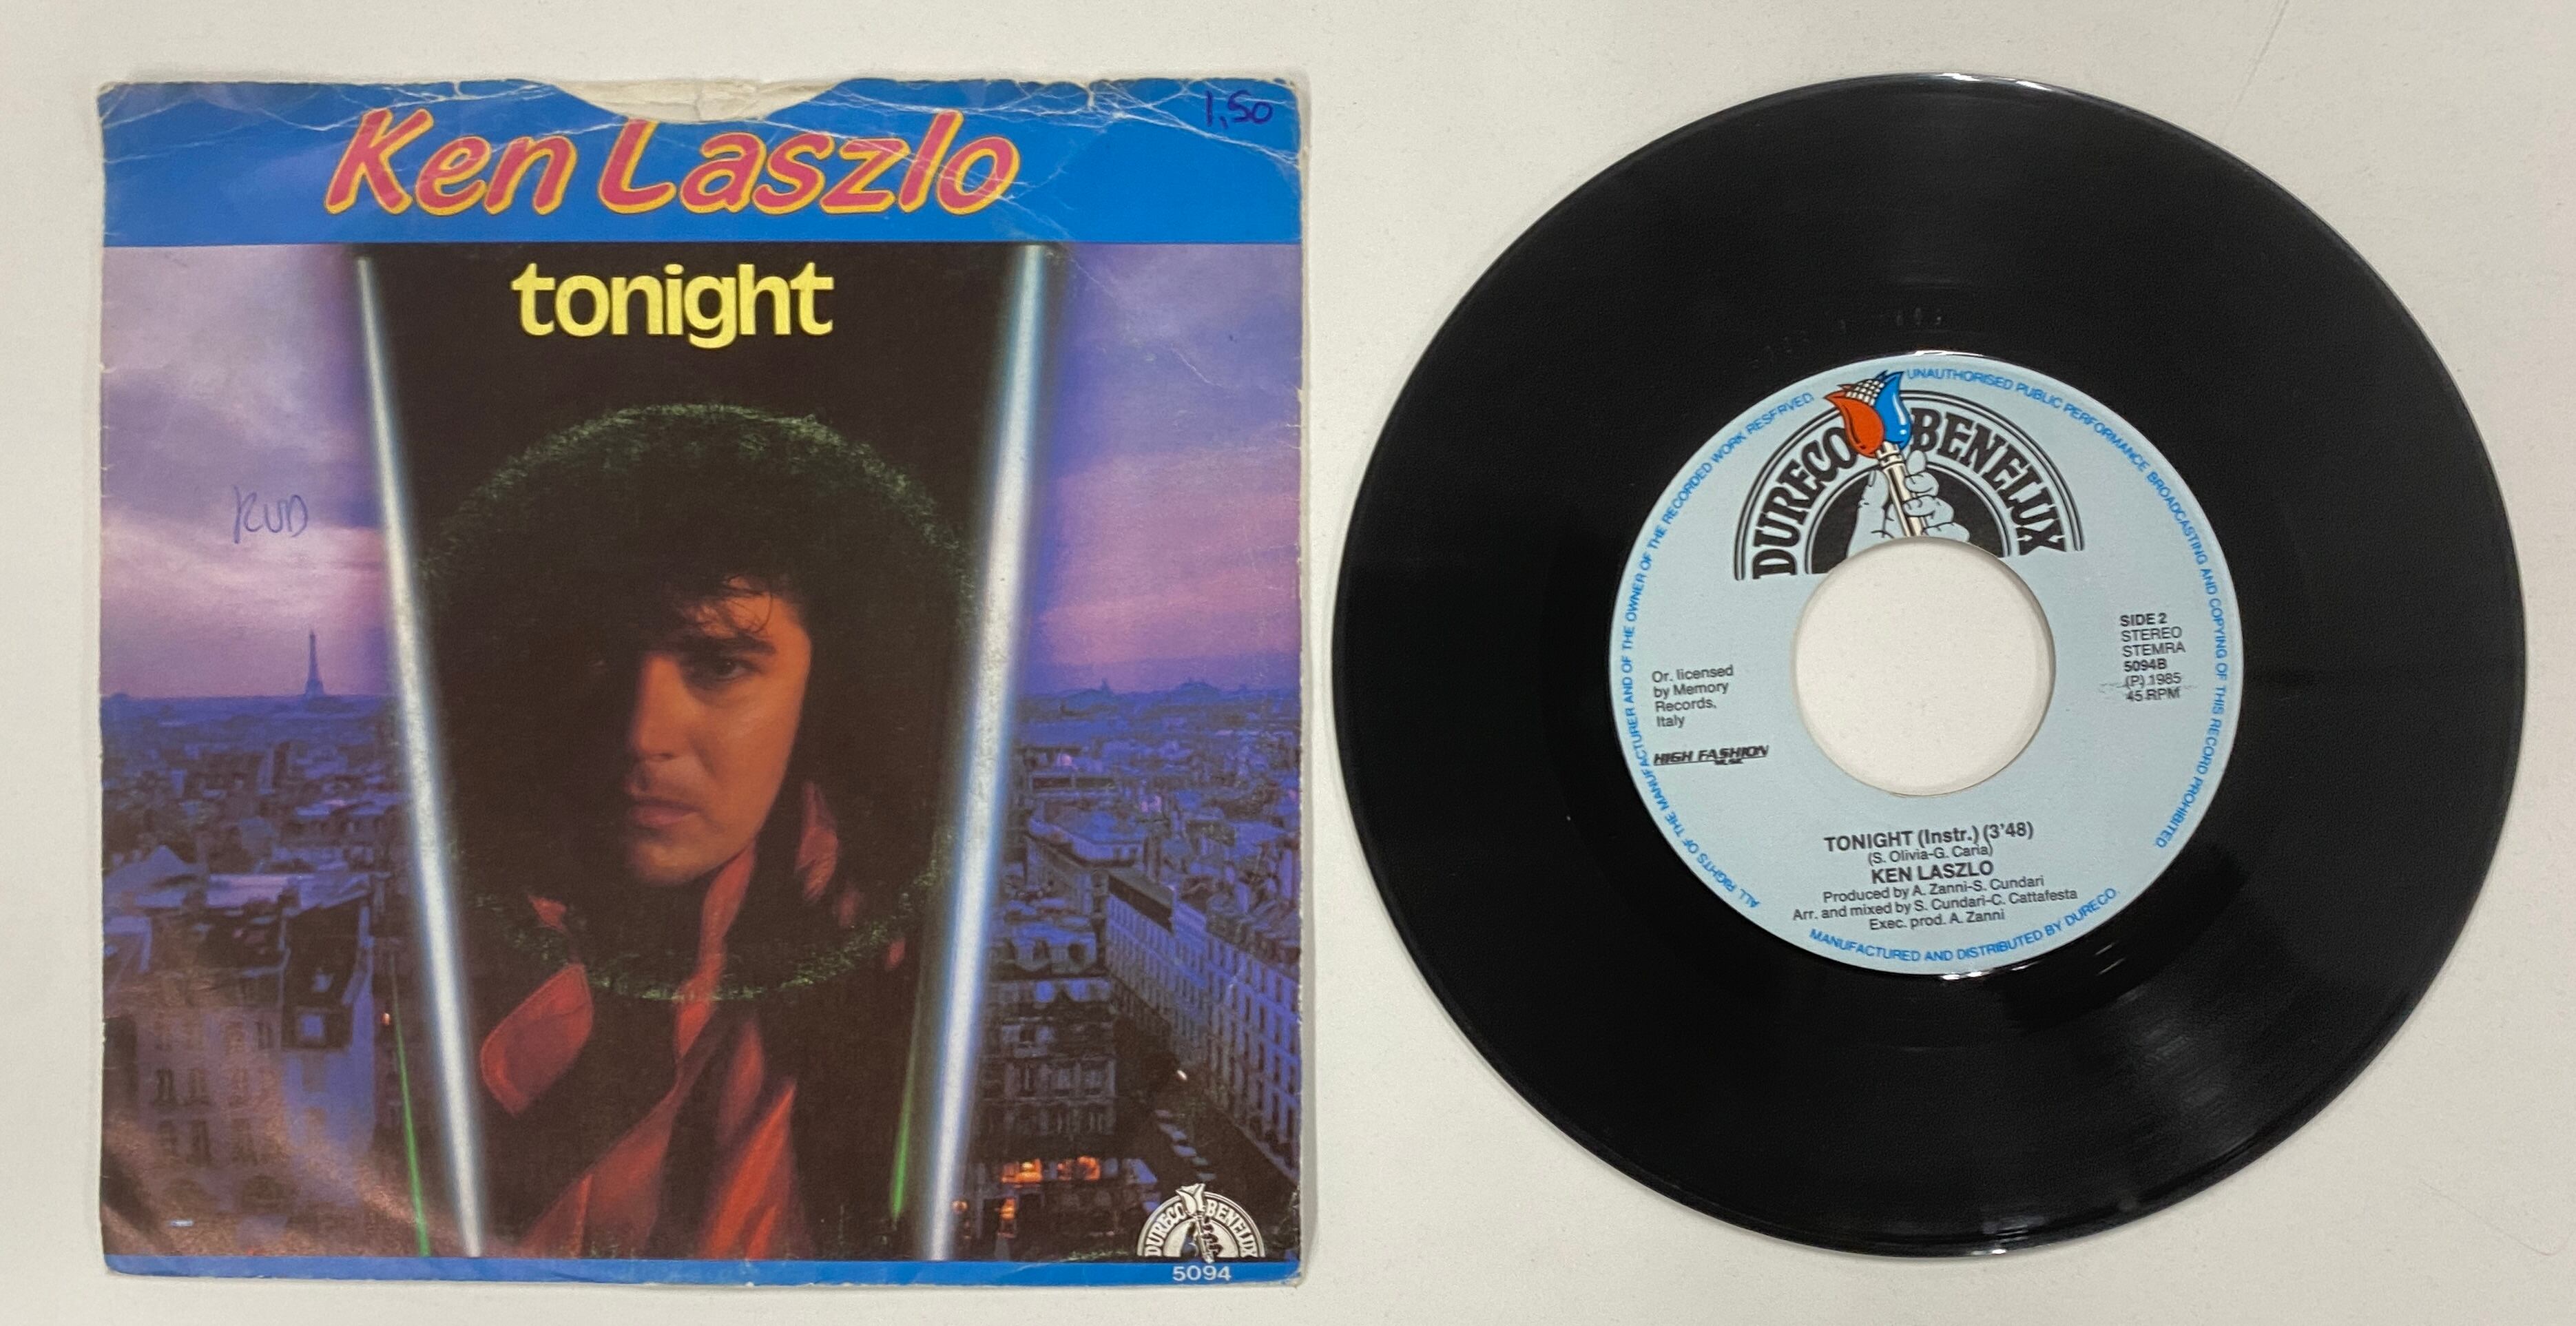 Ken Laszlo
1,50
tonight
RUD
DURECO BENELUX
5094
ALL RIGHTS OF THE MANUFACTURER AND OF THE OWNER OF THE RECORDED WORK RESERVED. UNAUTHORISED PUBLIC PERFORMANCE BROADCASTING AND COPYING OF THIS RECORD PROHIBITED.
DURECO BENELUX
SIDE 2
STEREO
STEMRA
5094B
(P) 1985
45 RPM
Or. licensed
by Memory
Records,
Italy
HIGH FASHION
TONIGHT (Instr.) (3'48)
(S. Olivia-G. Caria)
KEN LASZLO
Produced by A. Zanni-S. Cundari
Arr. and mixed by S. Cundari-C. Cattafesta
Exec. prod. A. Zanni
MANUFACTURED AND DISTRIBUTED BY DURECO.